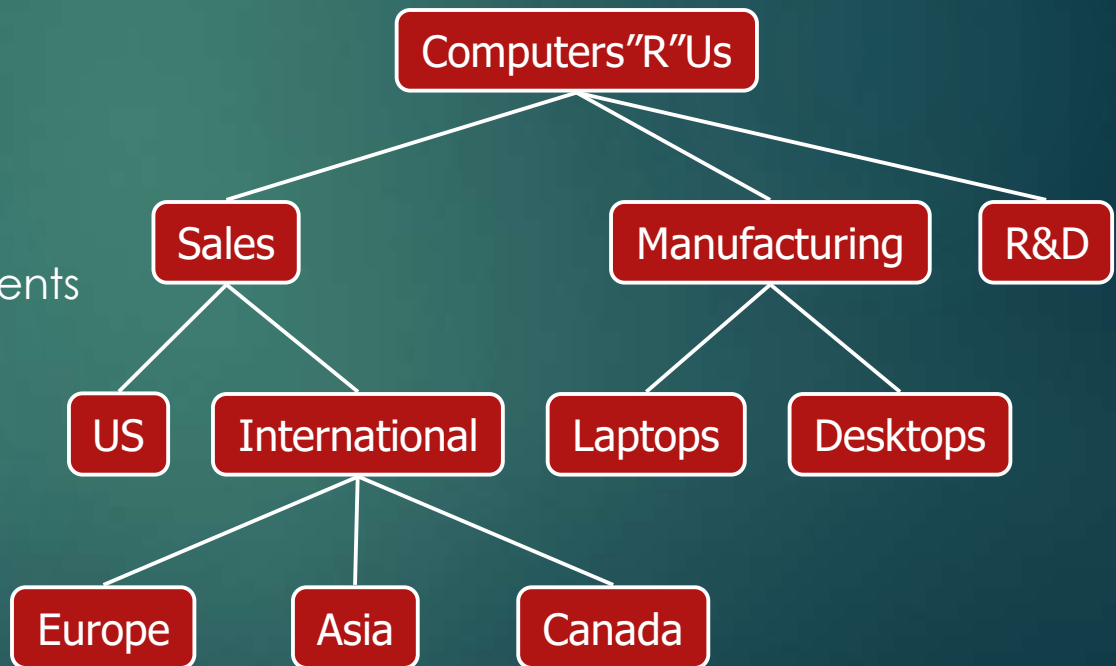 Computers”R”Us
Sales
Manufacturing
R&D
ents
US
International
Laptops
Desktops
Europe
Asia
Canada